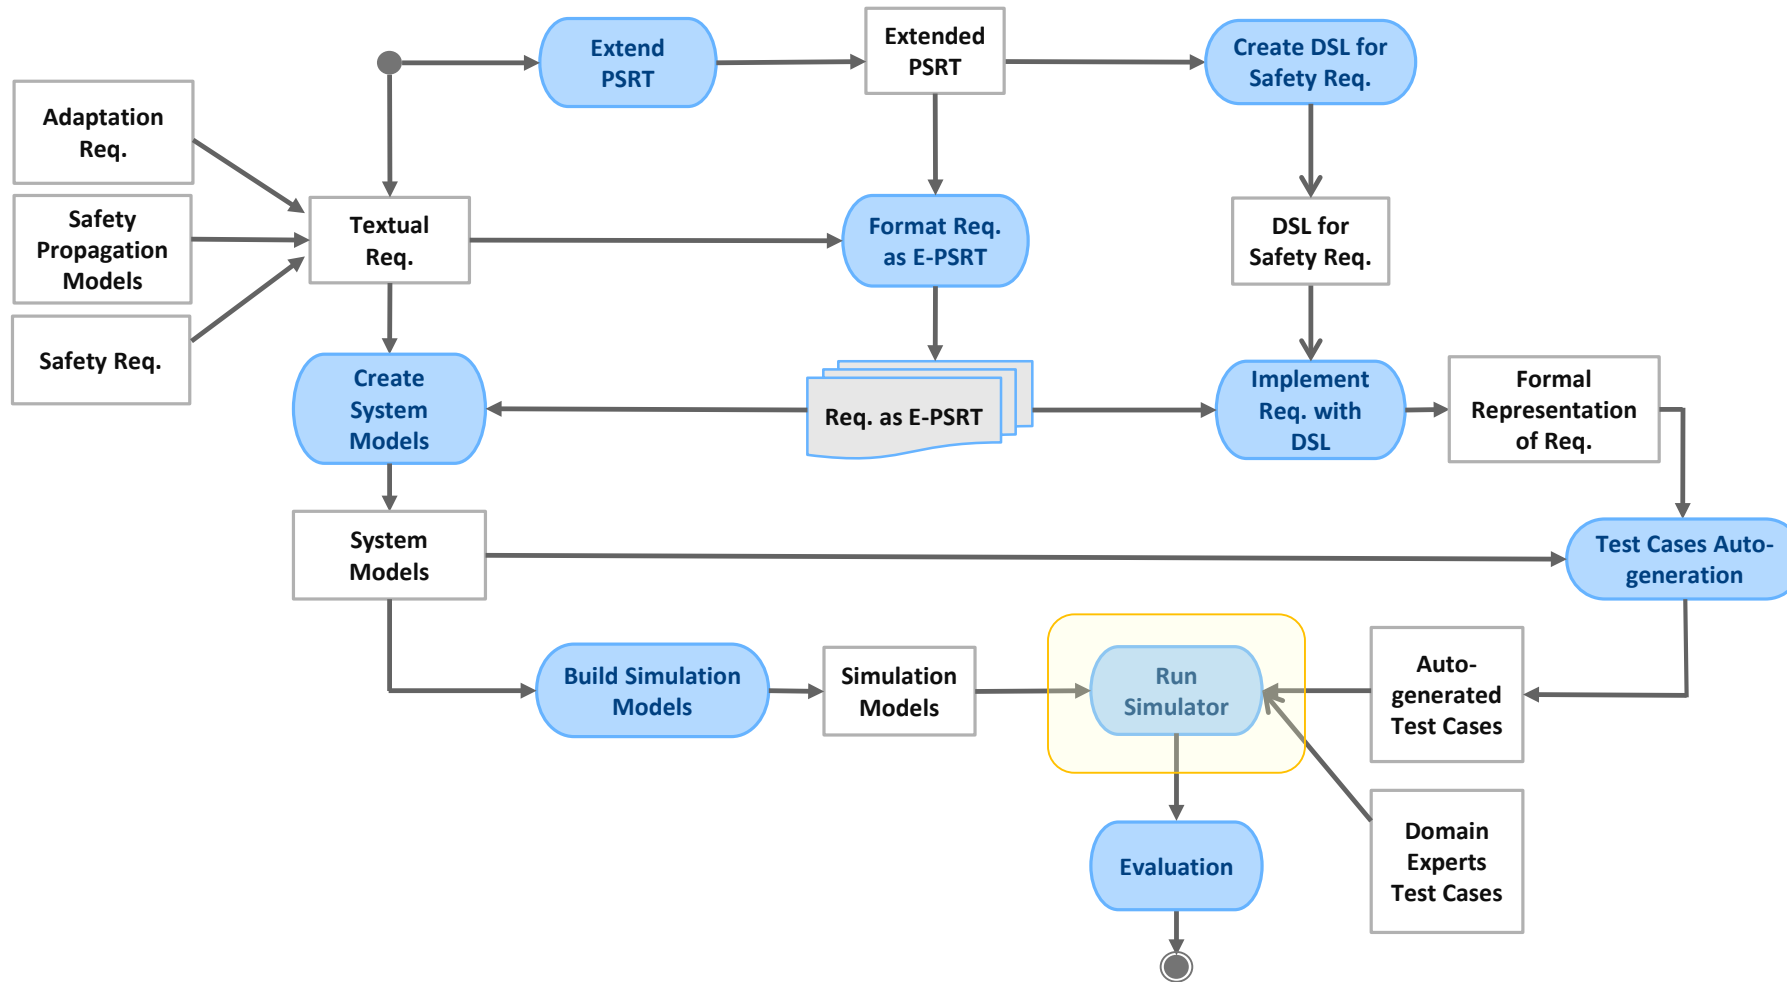 Extend
PSRT
Extended
PSRT
Create DSL for
Safety Req.
Adaptation
Req.
Safety
Propagation
Models
Safety Req.
Textual
Req.
Format Req.
as E-PSRT
DSL for
Safety Req.
Create
System
Models
Req. as E-PSRT
Implement
Req. with
DSL
Formal
Representation
of Req.
System
Models
Test Cases Auto-
generation
Build Simulation
Models
Simulation
Models
Run
Simulator
Auto-
generated
Test Cases
Evaluation
Domain
Experts
Test Cases